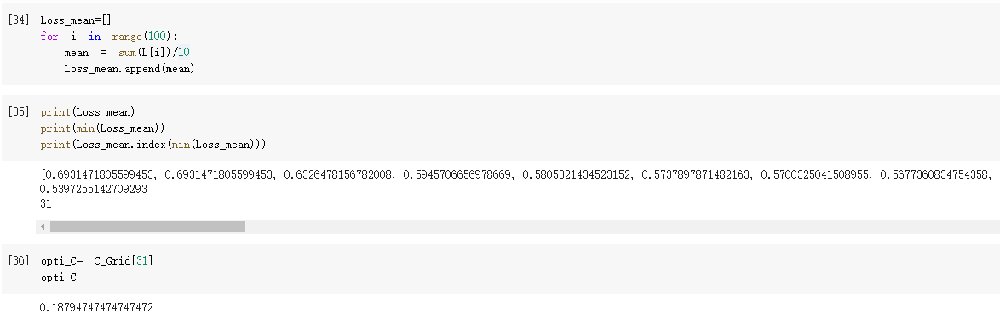 [34] Loss_mean=[]
for i in range(100):
mean = sum(L[i])/10
Loss_mean.append(mean)
[35] print(Loss_mean)
print(min(Loss_mean))
print(Loss_mean.index(min(Loss_mean)))
[0.6931471805599453, 0.6931471805599453, 0.6326478156782008, 0.5945706656978669, 0.5805321434523152, 0.5737897871482163, 0.5700325041508955, 0.5677360834754358,
0.5397255142709293
31
[36] opti_C= C_Grid[31]
opti_C
0.18794747474747472